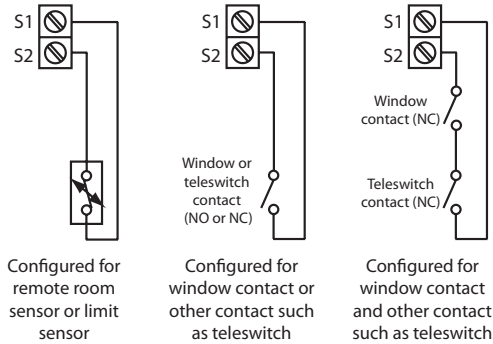 S1
S2
S1
S2
Window or
teleswitch
contact
(NO or NC)
S1
S2
Window
contact (NC)
Teleswitch
contact (NC)
Configured for
remote room
sensor or limit
sensor
Configured for
window contact or
other contact such
as teleswitch
Configured for
window contact
and other contact
such as teleswitch